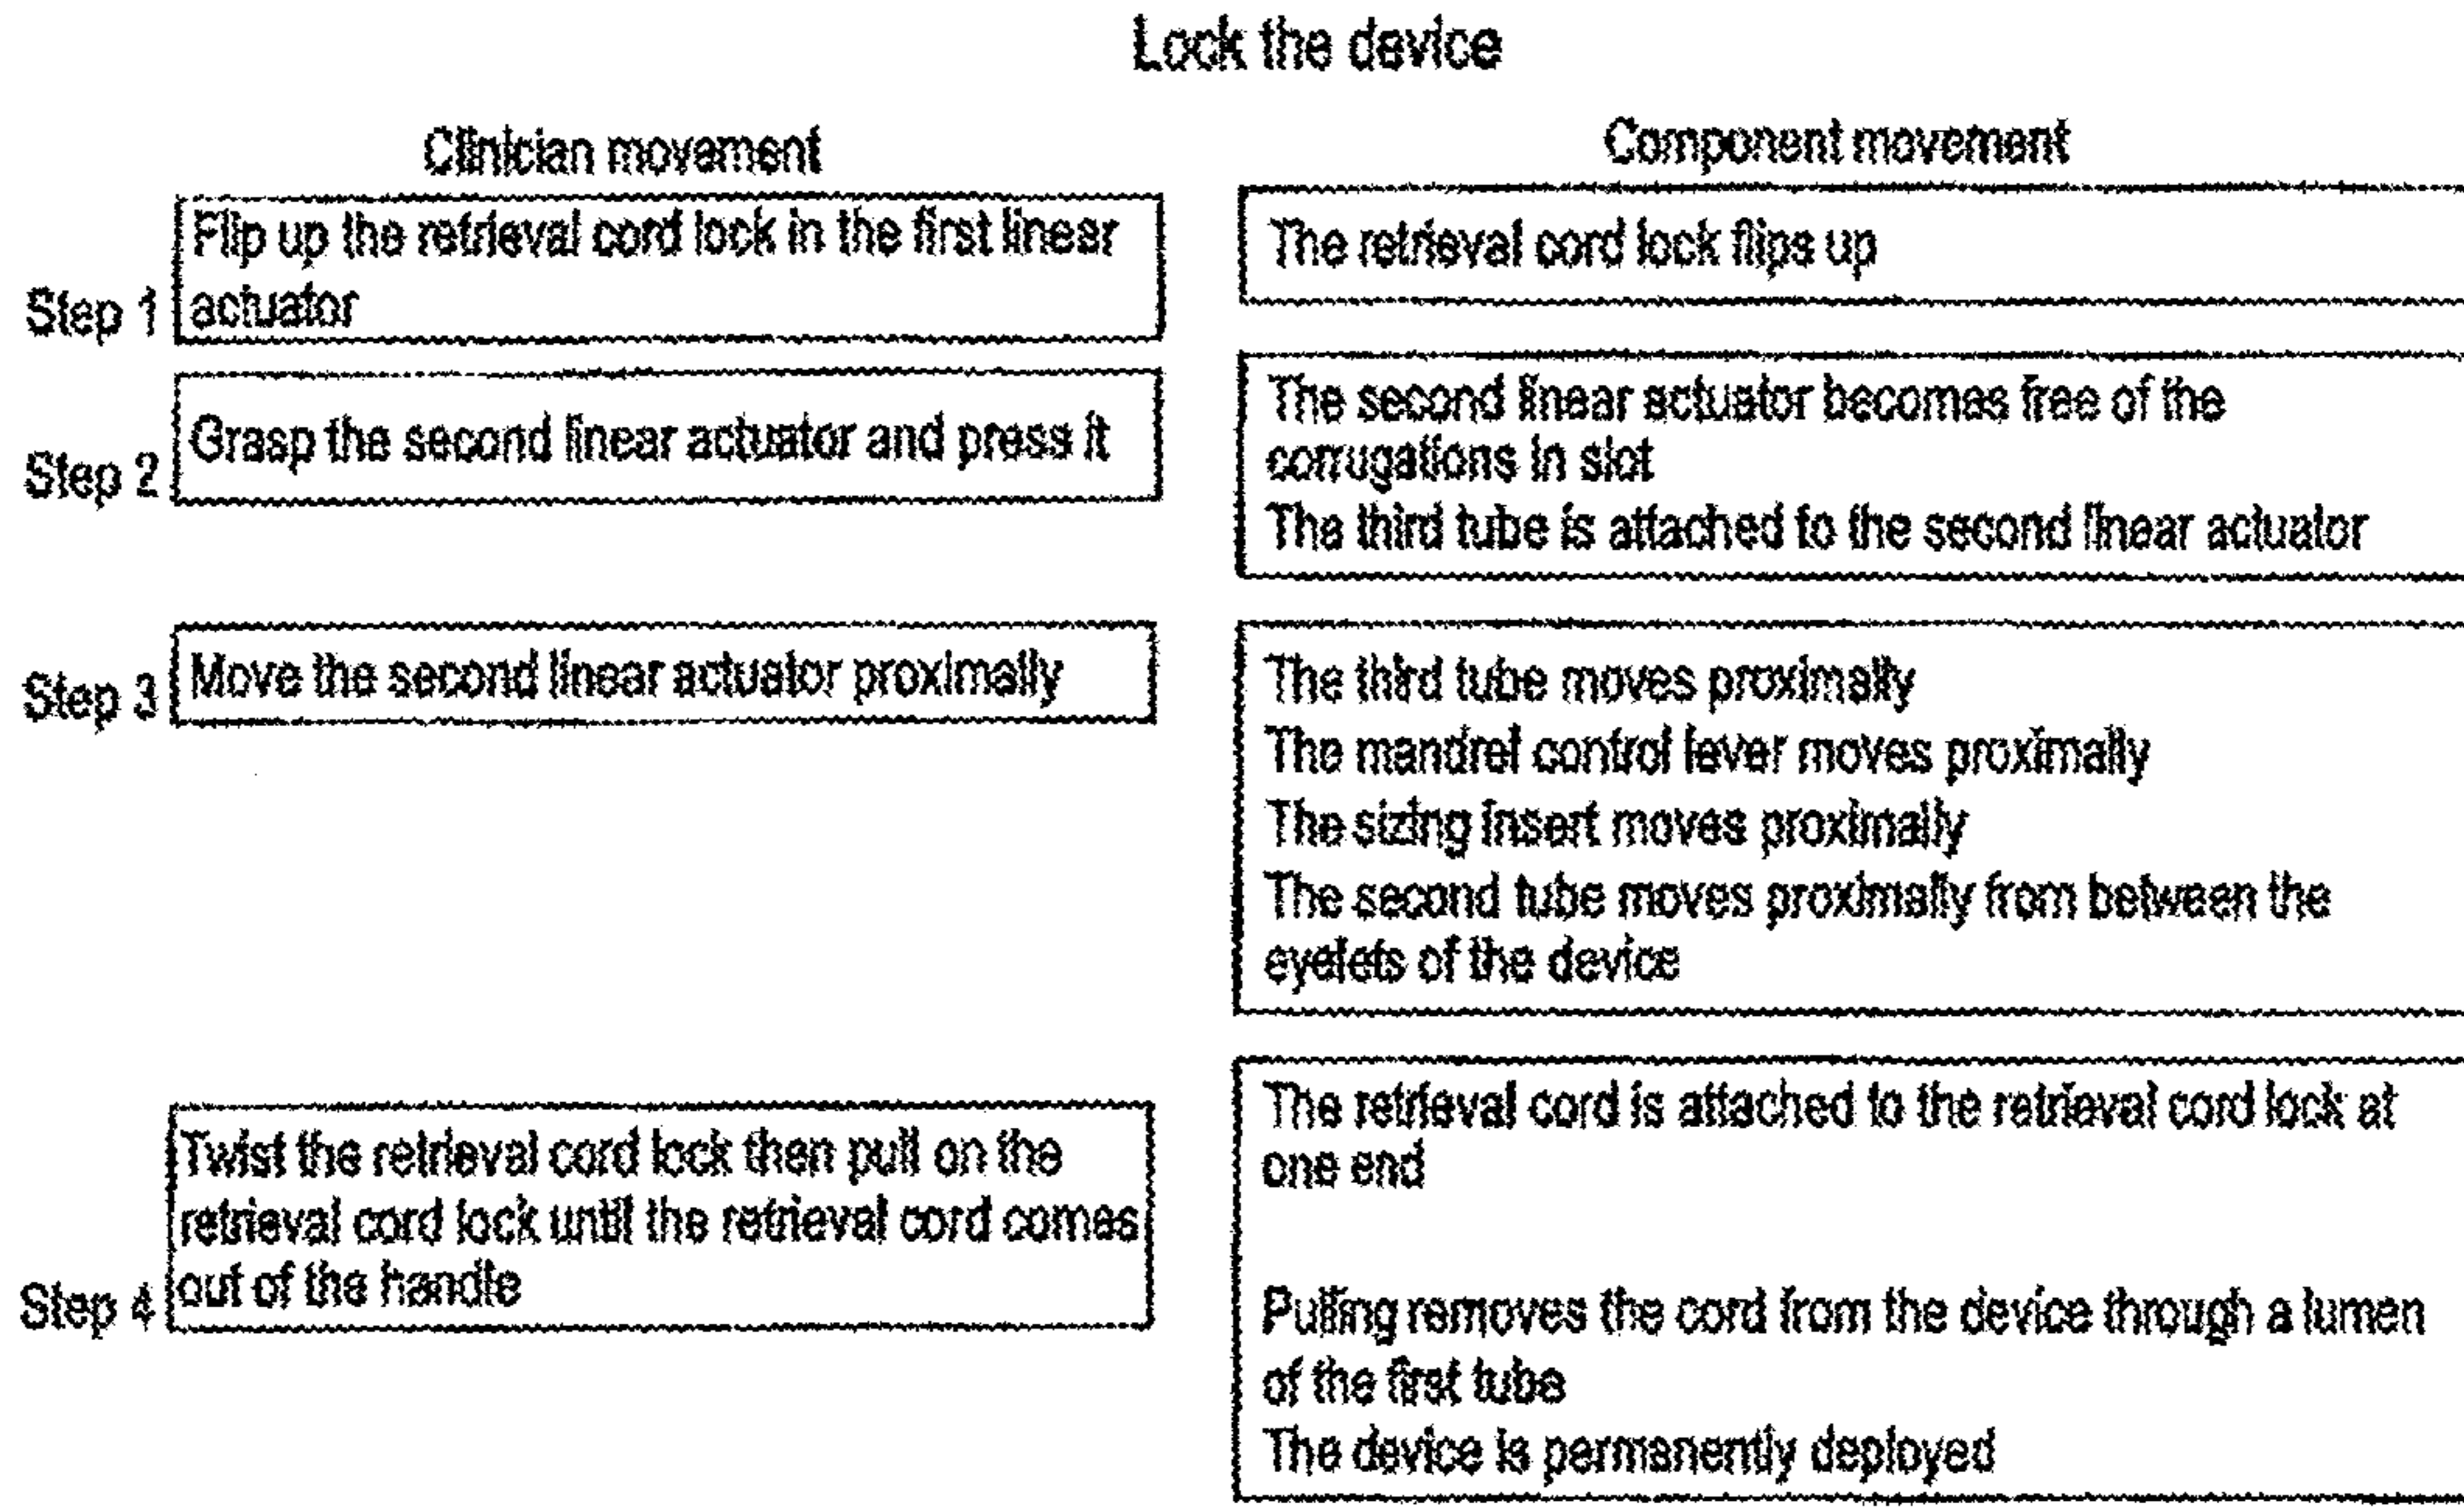 Lock the device
Clinician movement
Component movement
Step 1
Flip up the retrieval cord lock in the first linear
actuator
The retrieval cord lock flips up
Step 2
Grasp the second linear actuator and press it
The second linear actuator becomes free of the
corrugations in slot
The third tube is attached to the second linear actuator
Step 3
Move the second linear actuator proximally
The third tube moves proximally
The mandrel control lever moves proximally
The sizing insert moves proximally
The second tube moves proximally from between the
eyelets of the device
Step 4
Twist the retrieval cord lock then pull on the
retrieval cord lock until the retrieval cord comes
out of the handle
The retrieval cord is attached to the retrieval cord lock at
one end
Pulling removes the cord from the device through a lumen
of the first tube
The device is permanently deployed